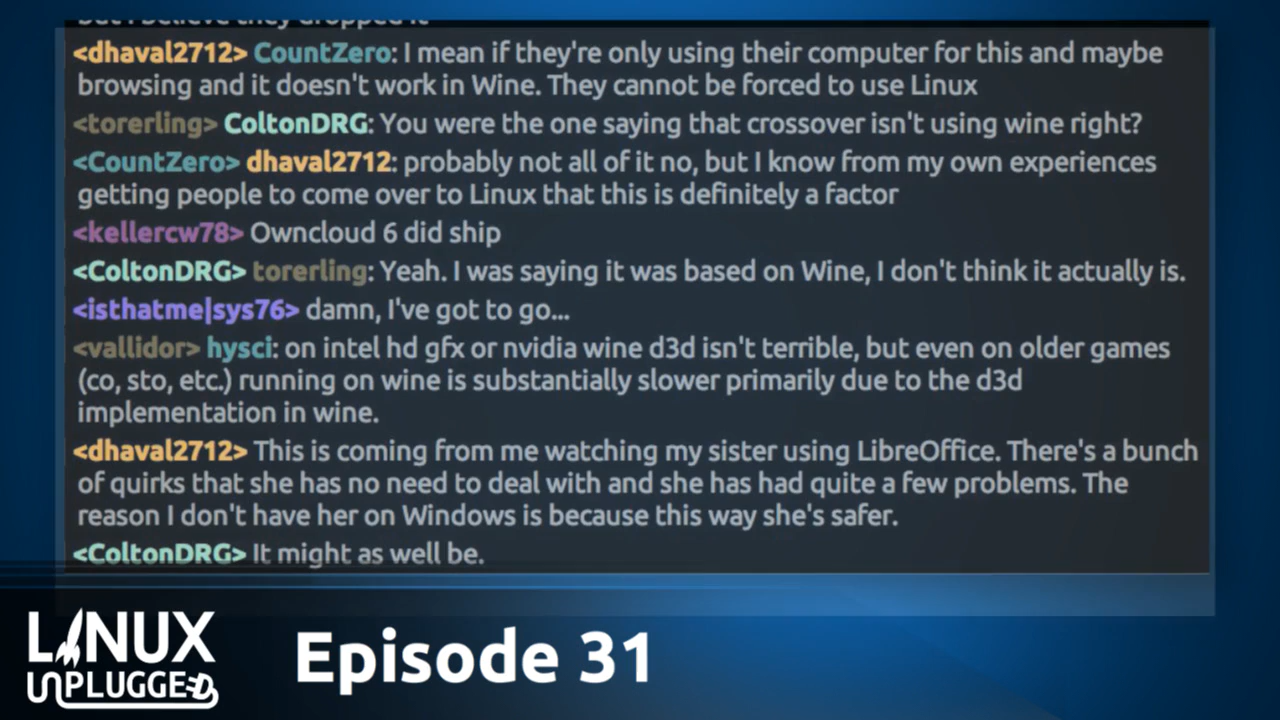 but I believe they dropped it
<dhaval2712> CountZero: I mean if they're only using their computer for this and maybe
browsing and it doesn't work in Wine. They cannot be forced to use Linux
<torerling> ColtonDRG: You were the one saying that crossover isn't using wine right?
<CountZero> dhaval2712: probably not all of it no, but I know from my own experiences
getting people to come over to Linux that this is definitely a factor
<kellercw78> Owncloud 6 did ship
<ColtonDRG> torerling: Yeah. I was saying it was based on Wine, I don't think it actually is.
<isthatme|sys76> damn, I've got to go...
<vallidor> hysci: on intel hd gfx or nvidia wine d3d isn't terrible, but even on older games
(co, sto, etc.) running on wine is substantially slower primarily due to the d3d
implementation in wine.
<dhaval2712> This is coming from me watching my sister using LibreOffice. There's a bunch
of quirks that she has no need to deal with and she has had quite a few problems. The
reason I don't have her on Windows is because this way she's safer.
<ColtonDRG> It might as well be.
LINUX
UNPLUGGED
Episode 31